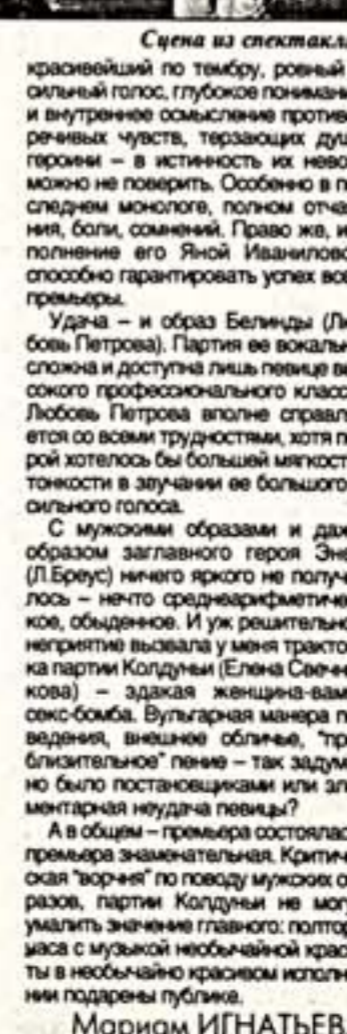 Сцена из спектакл
красивейший по тембру, ровный
сильный голос, глубокое понимани
и внутреннее осмысление против
речивых чувств, терзающих душ
героини – в истинность их нево
можно не поверить. Особенно в п
следнем монологе, полном отча
ния, боли, сомнений. Право же, и
полнение его Яной Иванилово
способно гарантировать успех все
премьеры.
Удача – и образ Белинды (Лю
бовь Петрова). Партия ее вокальн
сложна и доступна лишь певице вы
сокого профессионального класс
Любовь Петрова вполне справл
ется со всеми трудностями, хотя п
рой хотелось бы большей мягкост
тонкости в звучании ее большого
сильного голоса.
С мужскими образами и даж
образом заглавного героя Эне
(Л.Бреус) ничего яркого не получ
лось – нечто среднеарифметиче
кое, обыденное. И уж решительно
неприятие вызвала у меня тракто
ка партии Колдуньи (Елена Свечн
кова) – эдакая женщина-вам
секс-бомба. Вульгарная манера п
ведения, внешнее обличье, "пр
близительное" пение – так задум
но было постановщиками или эл
ментарная неудача певицы?
А в общем – премьера состоялас
премьера знаменательная. Критич
ская "ворчня" по поводу мужских о
разов, партии Колдуньи не могу
умалить значение главного: полтор
часа с музыкой необычайной крас
ты в необычайно красивом исполн
нии подарены публике.
Мариам ИГНАТЬЕВ